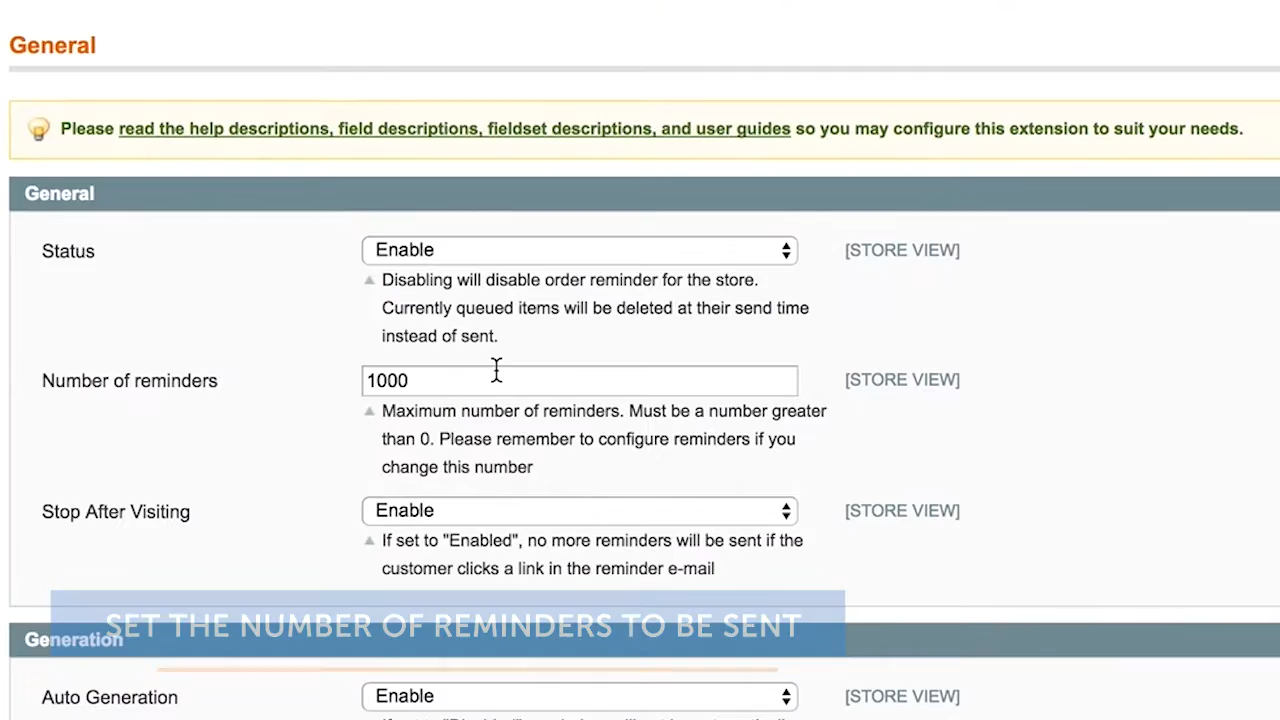 General
Please read the help descriptions, field descriptions, fieldset descriptions, and user guides so you may configure this extension to suit your needs.
General
Status
Enable
[STORE VIEW]
Disabling will disable order reminder for the store.
Currently queued items will be deleted at their send time
instead of sent.
Number of reminders
1000
[STORE VIEW]
Maximum number of reminders. Must be a number greater
than 0. Please remember to configure reminders if you
change this number
Stop After Visiting
Enable
[STORE VIEW]
If set to "Enabled", no more reminders will be sent if the
customer clicks a link in the reminder e-mail
SET THE NUMBER OF REMINDERS TO BE SENT
Generation
Auto Generation
Enable
[STORE VIEW]